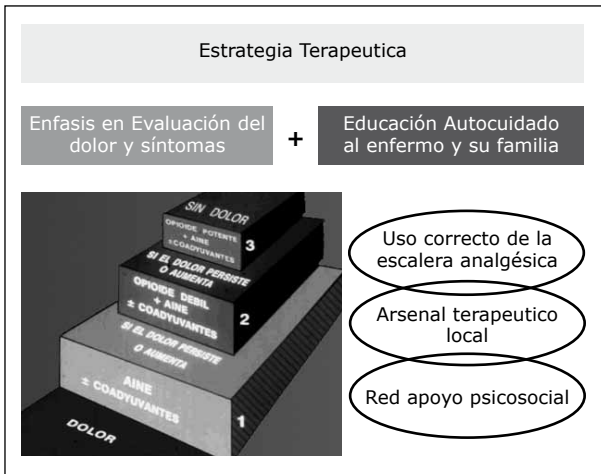 Estrategia Terapeutica
Enfasis en Evaluación del
dolor y síntomas
+
Educación Autocuidado
al enfermo y su familia
SIN DOLOR
OPIOIDE POTENTE
+ AINE
± COADYUVANTES
3
SI EL DOLOR PERSISTE
O AUMENTA
OPIOIDE DEBIL
+ AINE
± COADYUVANTES
2
SI EL DOLOR PERSISTE
O AUMENTA
AINE
± COADYUVANTES
1
DOLOR
Uso correcto de la
escalera analgésica
Arsenal terapeutico
local
Red apoyo psicosocial